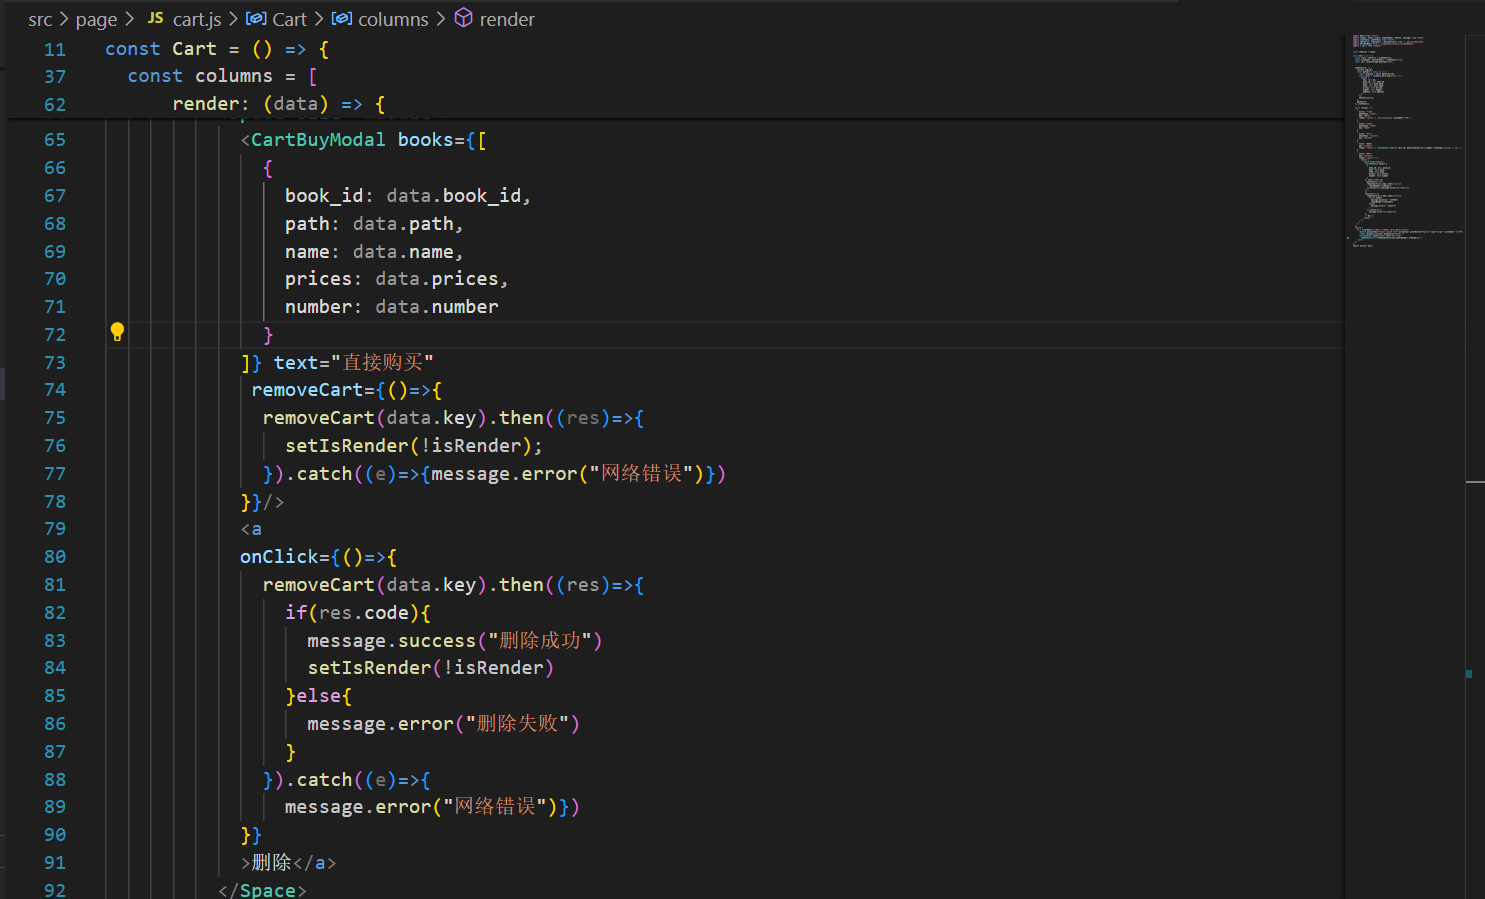 src > page > JS cart.js > Cart > columns > render
11 const Cart = () => {
37 const columns = [
62 render: (data) => {
65 <CartBuyModal books={[
66 {
67 book_id: data.book_id,
68 path: data.path,
69 name: data.name,
70 prices: data.prices,
71 number: data.number
72 }
73 ]} text="直接购买"
74 removeCart={()=>{
75 removeCart(data.key).then((res)=>{
76 setIsRender(!isRender);
77 }).catch((e)=>{message.error("网络错误")})
78 }}/>
79 <a
80 onClick={()=>{
81 removeCart(data.key).then((res)=>{
82 if(res.code){
83 message.success("删除成功")
84 setIsRender(!isRender)
85 }else{
86 message.error("删除失败")
87 }
88 }).catch((e)=>{
89 message.error("网络错误")})
90 }}
91 >删除</a>
92 </Space>